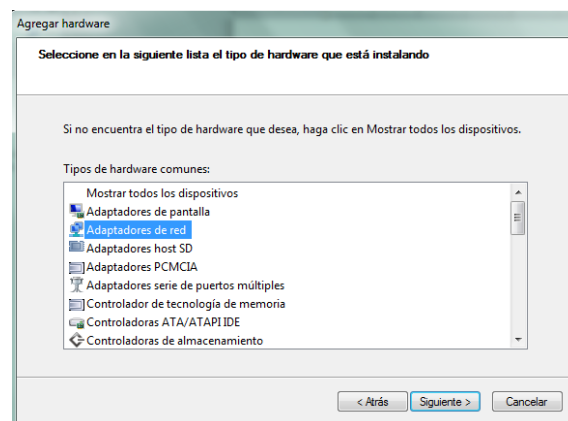 Agregar hardware
Seleccione en la siguiente lista el tipo de hardware que está instalando
Si no encuentra el tipo de hardware que desea, haga clic en Mostrar todos los dispositivos.
Tipos de hardware comunes:
Mostrar todos los dispositivos
Adaptadores de pantalla
Adaptadores de red
Adaptadores host SD
Adaptadores PCMCIA
Adaptadores serie de puertos múltiples
Controlador de tecnología de memoria
Controladoras ATA/ATAPI IDE
Controladoras de almacenamiento
< Atrás Siguiente > Cancelar